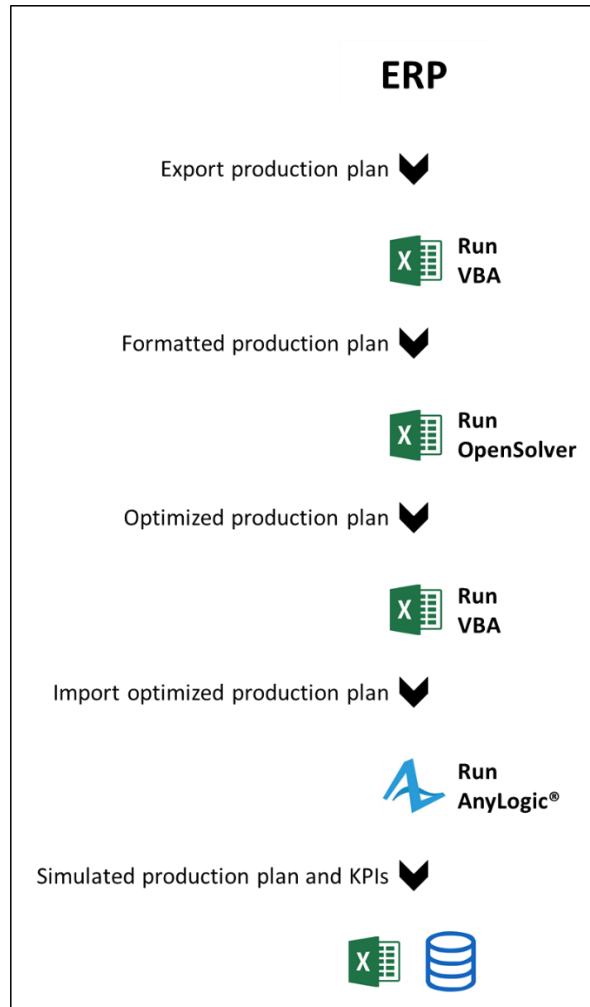 ERP
Export production plan
X
Run
VBA
Formatted production plan
X
Run
OpenSolver
Optimized production plan
X
Run
VBA
Import optimized production plan
Run
AnyLogic®
Simulated production plan and KPIs
X